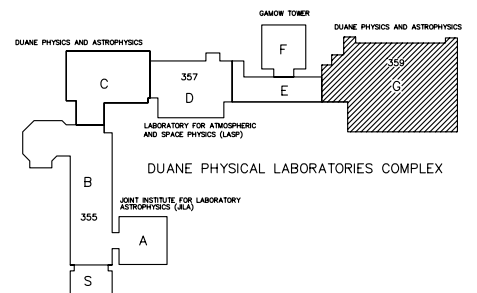 GAMOW TOWER
DUANE PHYSICS AND ASTROPHYSICS
DUANE PHYSICS AND ASTROPHYSICS
F
357
359
C
D
E
G
LABORATORY FOR ATMOSPHERIC
AND SPACE PHYSICS (LASP)
DUANE PHYSICAL LABORATORIES COMPLEX
B
JOINT INSTITUTE FOR LABORATORY
ASTROPHYSICS (JILA)
355
A
S